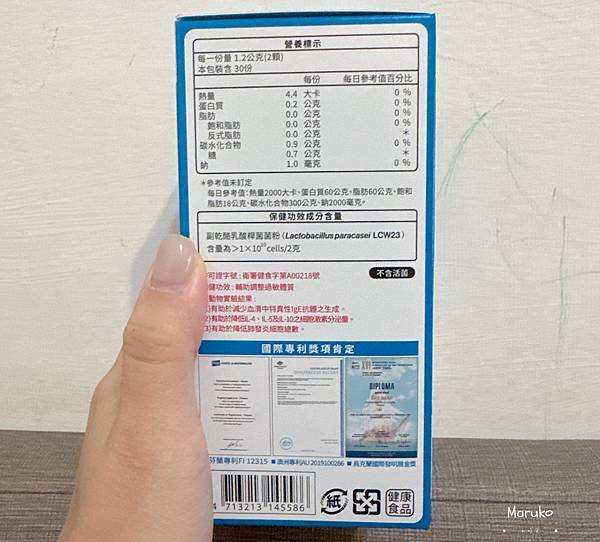 營養標示
每一份量 1.2公克(2顆)
本包裝含 30份
每份 每日參考值百分比
熱量 4.4 大卡 0 %
蛋白質 0.2 公克 0 %
脂肪 0.0 公克 0 %
飽和脂肪 0.0 公克 0 %
反式脂肪 0.0 公克 *
碳水化合物 0.9 公克 0 %
糖 0.7 公克 *
鈉 1.0 毫克 0 %
*參考值未訂定
每日參考值:熱量2000大卡、蛋白質60公克、脂肪60公克、飽和
脂肪18公克、碳水化合物300公克、鈉2000毫克。
保健功效成分含量
副乾酪乳酸桿菌菌粉 (Lactobacillus paracasei LCW23)
含量為>1×10¹⁰cells/2克
可證字號:衛署健食字第A00218號
不含活菌
健功效:輔助調整過敏體質
動物實驗結果:
1)有助於減少血清中特異性IgE抗體之生成。
2)有助於降低IL-4、IL-5及IL-10之細胞激素分泌量。
(3)有助於降低肺發炎細胞總數。
國際專利獎項肯定
DIPLOMA
芬蘭專利FI 12315 ■澳洲專利AU 2019100286 ■烏克蘭國際發明展金獎
4 713213 145586
紙
健康
食品
Maruko